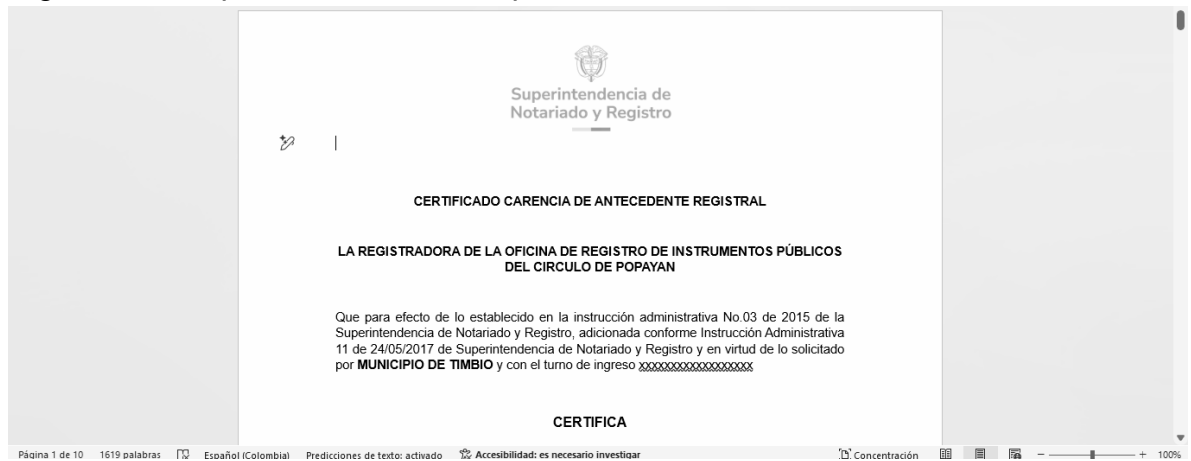 Superintendencia de
Notariado y Registro
CERTIFICADO CARENCIA DE ANTECEDENTE REGISTRAL
LA REGISTRADORA DE LA OFICINA DE REGISTRO DE INSTRUMENTOS PÚBLICOS
DEL CIRCULO DE POPAYAN
Que para efecto de lo establecido en la instrucción administrativa No.03 de 2015 de la
Superintendencia de Notariado y Registro, adicionada conforme Instrucción Administrativa
11 de 24/05/2017 de Superintendencia de Notariado y Registro y en virtud de lo solicitado
por MUNICIPIO DE TIMBIO y con el turno de ingreso xxxxxxxxxxxxxxxxxx
CERTIFICA
Página 1 de 10 1619 palabras Español (Colombia) Predicciones de texto: activado Accesibilidad: es necesario investigar Concentración 100%